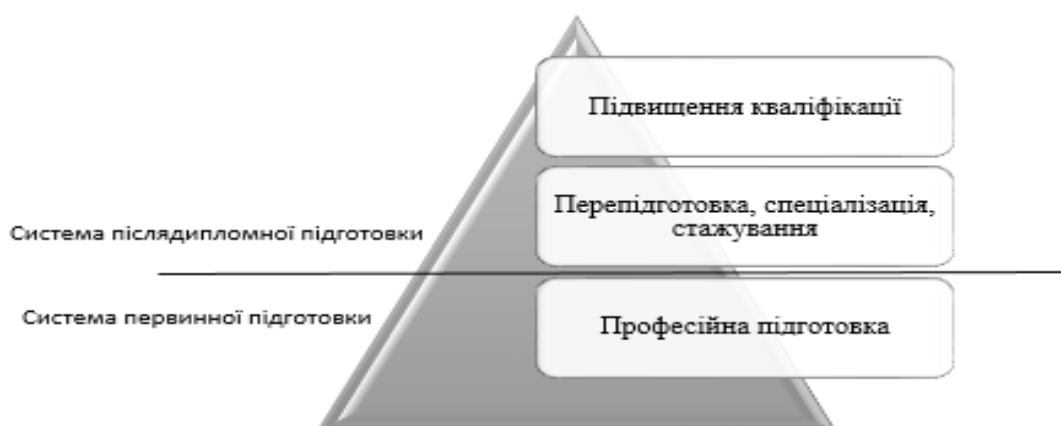 Підвищення кваліфікації
Перепідготовка, спеціалізація,
стажування
Система післядипломної підготовки
Система первинної підготовки
Професійна підготовка